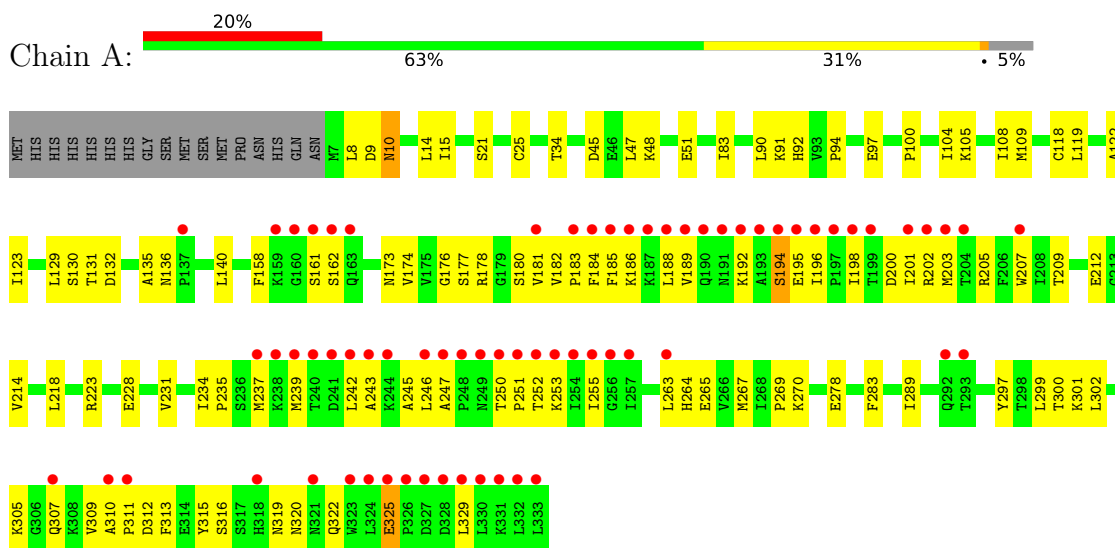 20%
Chain A:
63% 31% • 5%
MET HIS HIS HIS HIS HIS HIS GLY SER MET SER MET PRO ASN HIS GLN ASN M7 L8 D9 N10 L14 I15 S21 C25 T34 D45 E46 L47 K48 E51 I83 L90 K91 H92 V93 P94 E97 P100 I104 K105 I108 M109 C118 L119 A122
I123 L129 S130 T131 D132 A135 N136 P137 L140 F158 K159 G160 S161 S162 Q163 N173 V174 V175 G176 S177 R178 G179 S180 V181 V182 P183 F184 F185 K186 K187 L188 V189 Q190 N191 K192 A193 S194 E195 I196 P197 I198 T199 D200 I201 R202 M203 T204 R205 F206 W207 I208 T209 E212 G213
V214 L218 R223 E228 V231 I234 P235 S236 M237 K238 M239 T240 D241 L242 A243 K244 A245 L246 A247 P248 N249 T250 P251 T252 K253 I254 I255 G256 I257 L263 H264 E265 V266 M267 I268 P269 K270 E278 F283 I289 Q292 T293 Y297 T298 L299 T300 K301 L302
K305 G306 Q307 K308 V309 A310 P311 D312 F313 E314 Y315 S316 S317 H318 N319 N320 N321 Q322 W323 L324 E325 P326 D327 D328 L329 L330 K331 L332 L333